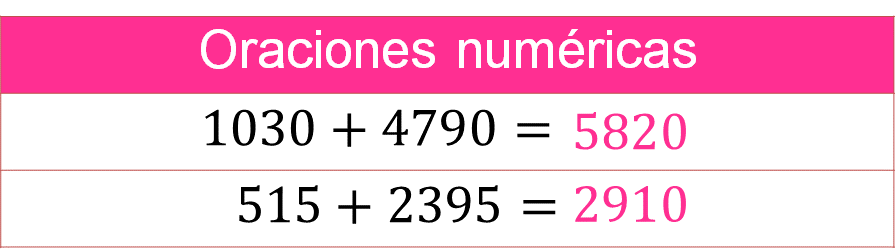 Oraciones numéricas
1030 + 4790 = 5820
515 + 2395 = 2910